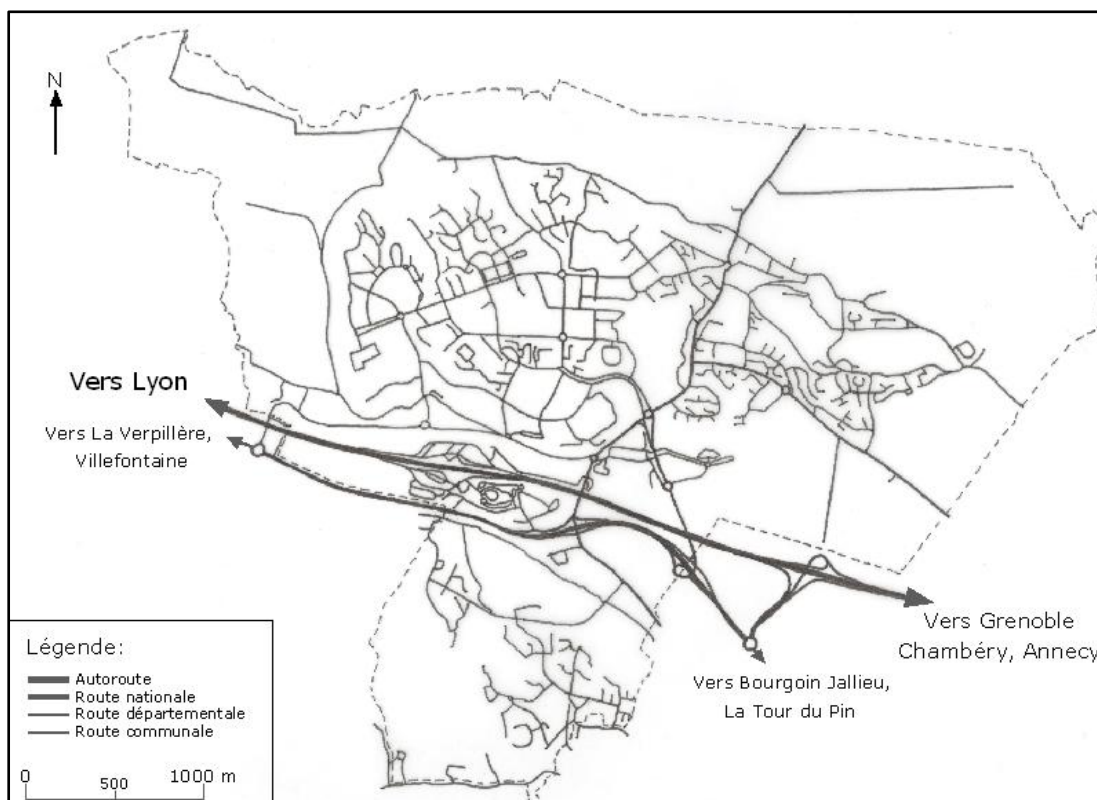 N
Vers Lyon
Vers La Verpillère,
Villefontaine
Vers Grenoble
Chambéry, Annecy
Vers Bourgoin Jallieu,
La Tour du Pin
Légende:
Autoroute
Route nationale
Route départementale
Route communale
0 500 1000 m